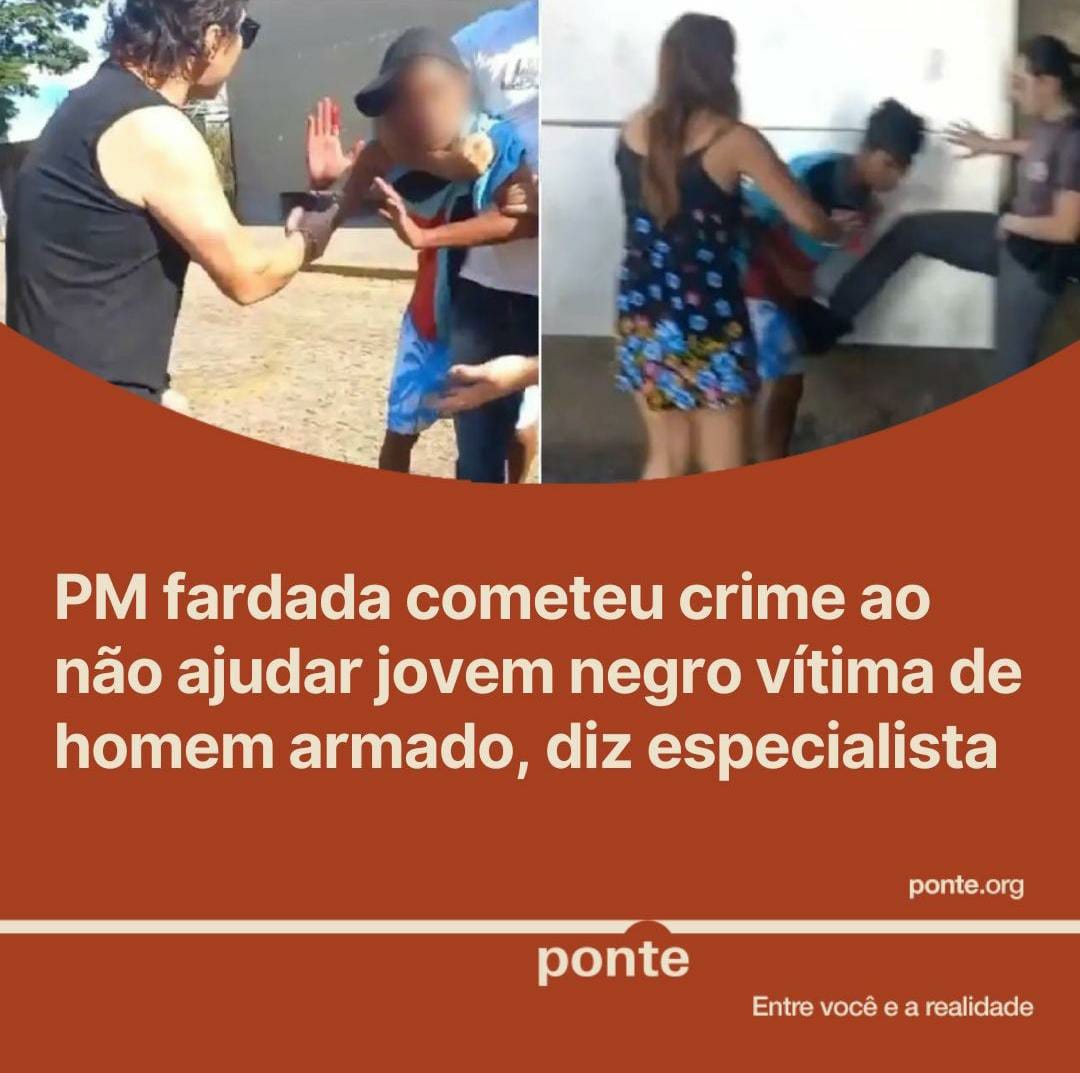 PM fardada cometeu crime ao
não ajudar jovem negro vítima de
homem armado, diz especialista
ponte.org
ponte
Entre você e a realidade